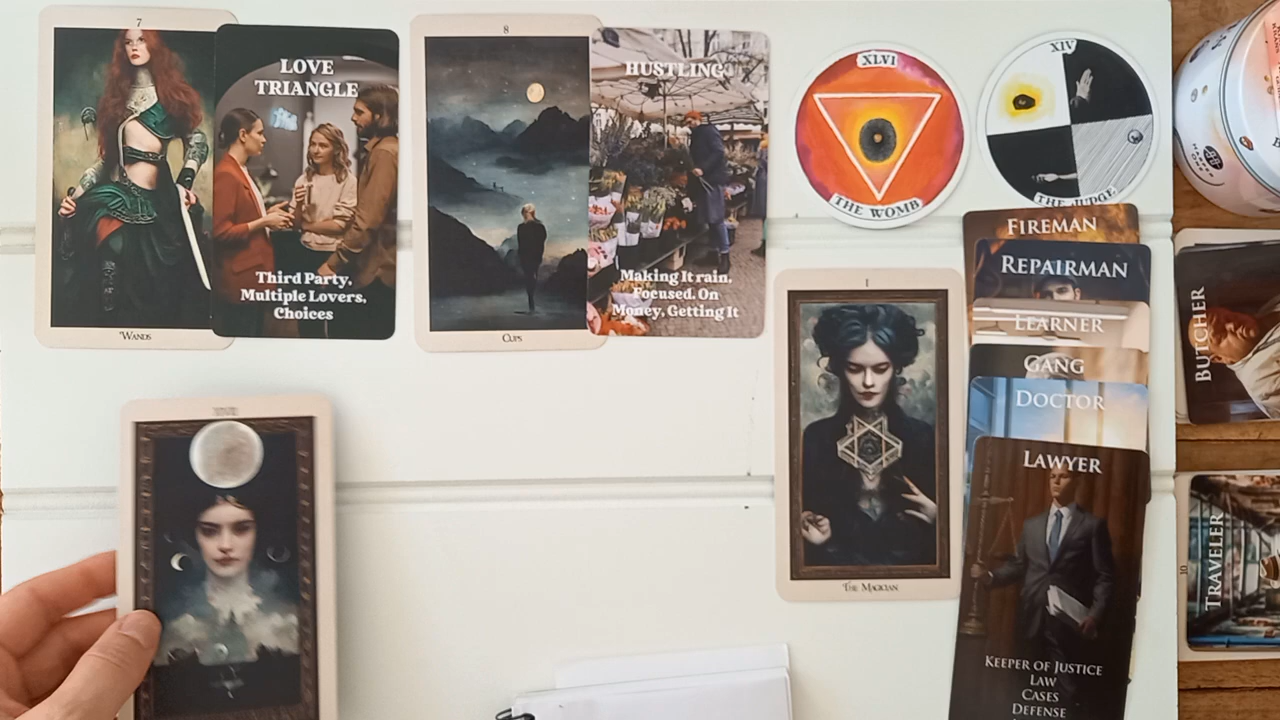 7
WANDS
LOVE
TRIANGLE
Third Party,
Multiple Lovers,
Choices
8
CUPS
HUSTLING
Making It rain,
Focused. On
Money, Getting It
XLVI
THE WOMB
XIV
THE JUDGE
I
THE MAGICIAN
FIREMAN
REPAIRMAN
LEARNER
GANG
DOCTOR
LAWYER
KEEPER OF JUSTICE
LAW
CASES
DEFENSE
BUTCHER
10
TRAVELER